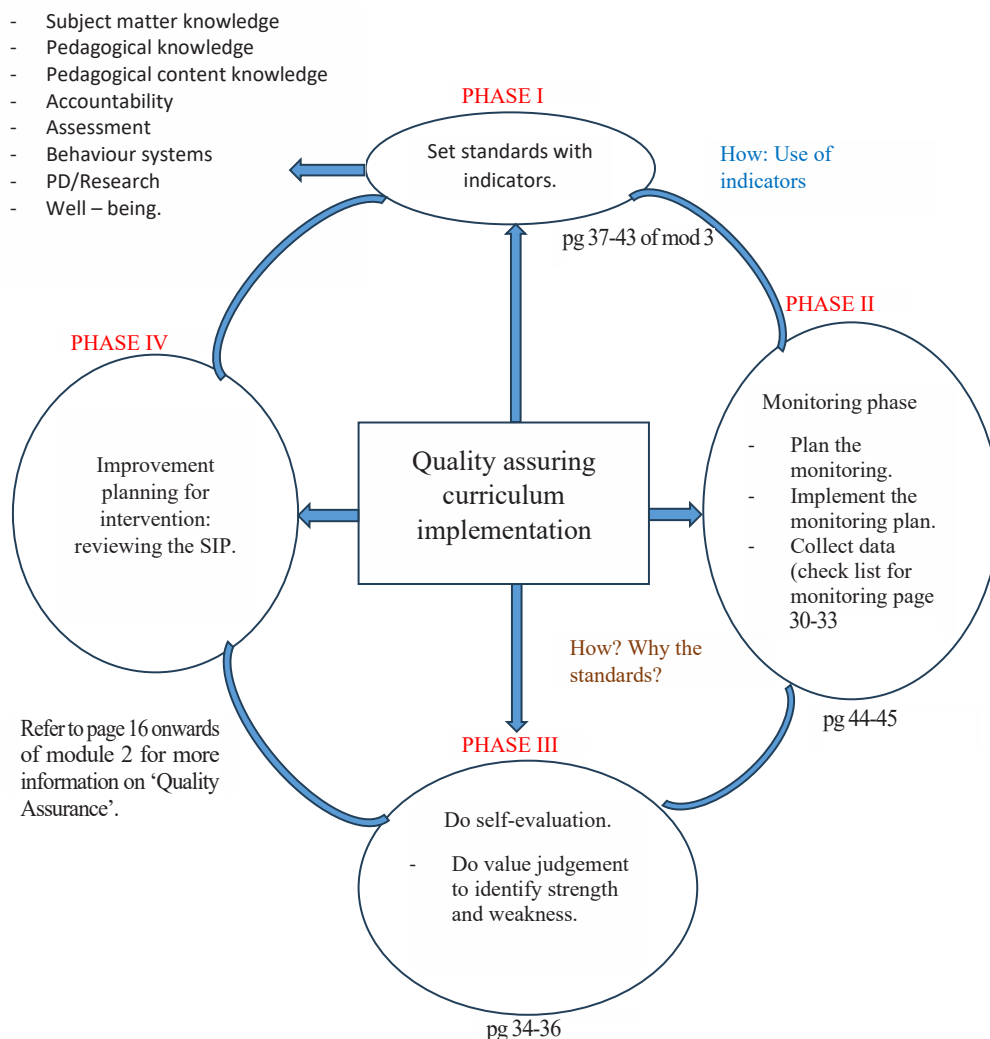 - Subject matter knowledge
- Pedagogical knowledge
- Pedagogical content knowledge
- Accountability
- Assessment
- Behaviour systems
- PD/Research
- Well – being.
PHASE I
Set standards with
indicators.
How: Use of
indicators
pg 37-43 of mod 3
PHASE II
Monitoring phase
- Plan the
monitoring.
- Implement the
monitoring plan.
- Collect data
(check list for
monitoring page
30-33
pg 44-45
PHASE IV
Improvement
planning for
intervention:
reviewing the SIP.
Quality assuring
curriculum
implementation
How? Why the
standards?
Refer to page 16 onwards
of module 2 for more
information on ‘Quality
Assurance’.
PHASE III
Do self-evaluation.
- Do value judgement
to identify strength
and weakness.
pg 34-36